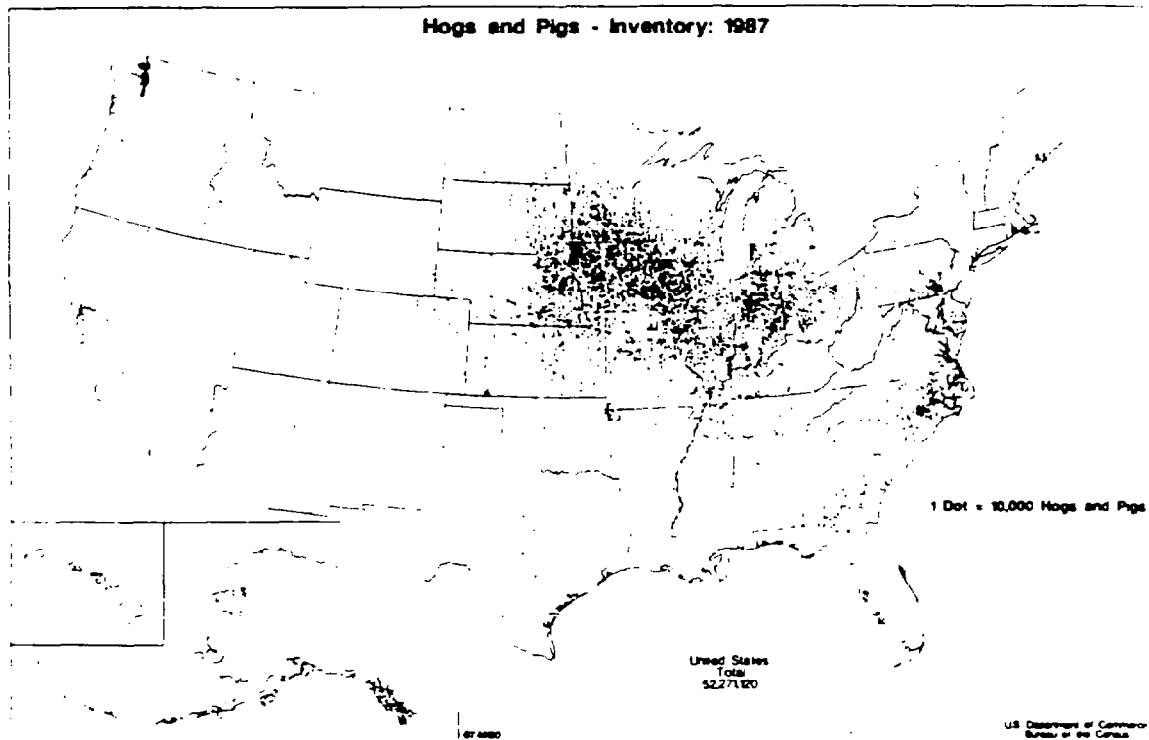 Hogs and Pigs - Inventory: 1987
1 Dot = 10,000 Hogs and Pigs
United States
Total
52,271,120
U.S. Department of Commerce
Bureau of the Census